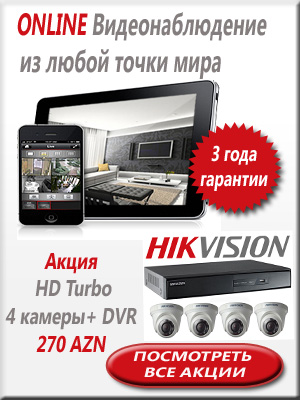 ONLINE Видеонаблюдение
из любой точки мира
3 года
гарантии
HIKVISION
Акция
HD Turbo
4 камеры+ DVR
270 AZN
ПОСМОТРЕТЬ
ВСЕ АКЦИИ